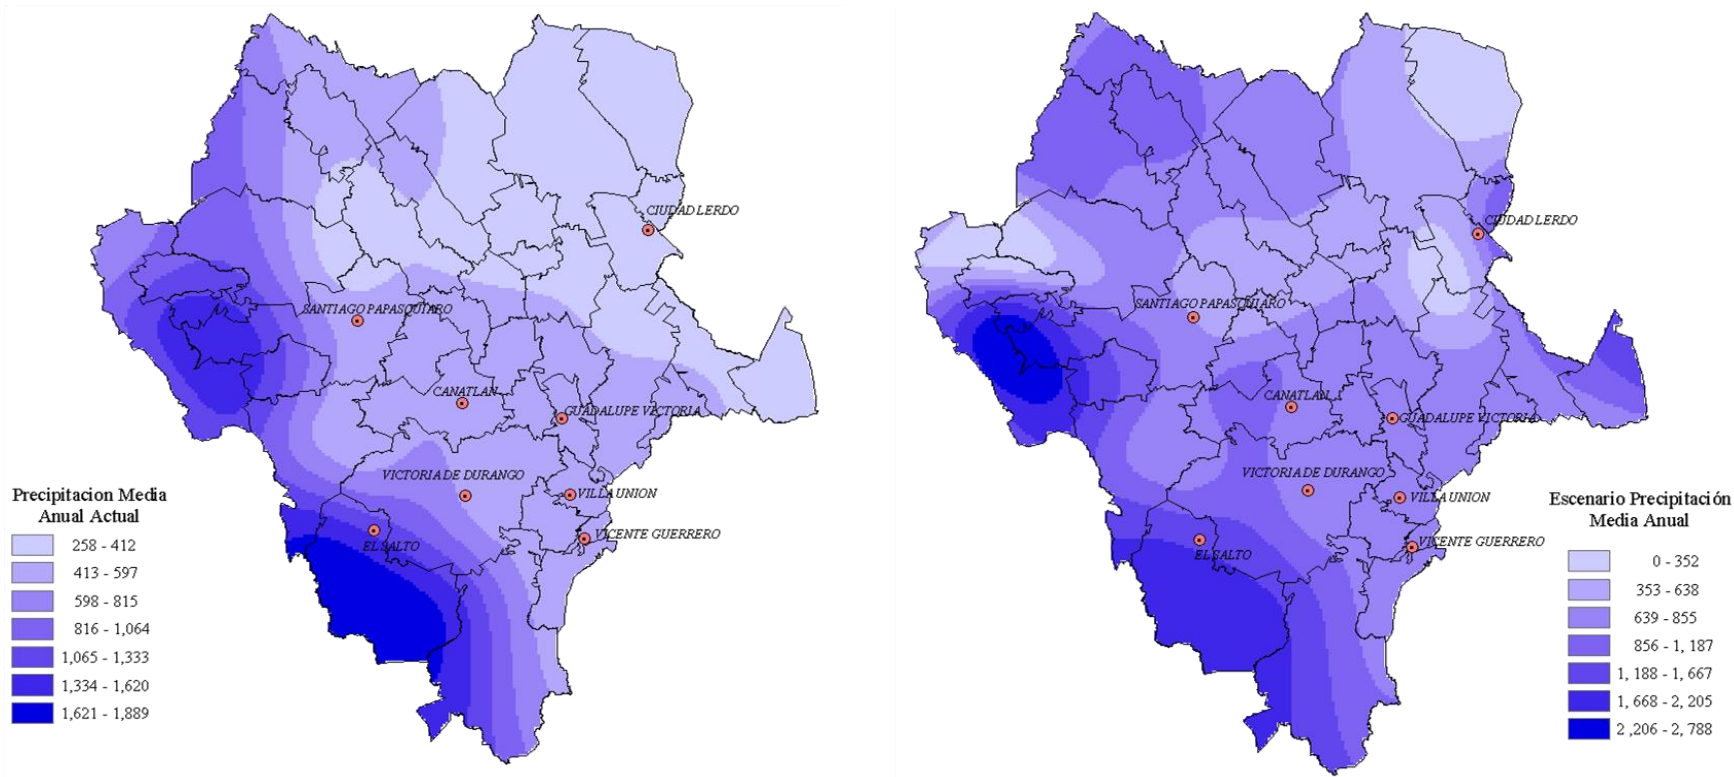 CIUDAD LERDO
SANTIAGO PAPASQUIARO
CANATLAN
GUADALUPE VICTORIA
VICTORIA DE DURANGO
VILLA UNION
VICENTE GUERRERO
EL SALTO
Precipitacion Media
Anual Actual
258 - 412
413 - 597
598 - 815
816 - 1,064
1,065 - 1,333
1,334 - 1,620
1,621 - 1,889
CIUDAD LERDO
SANTIAGO PAPASQUIARO
CANATLAN
GUADALUPE VICTORIA
VICTORIA DE DURANGO
VILLA UNION
VICENTE GUERRERO
EL SALTO
Escenario Precipitación
Media Anual
0 - 352
353 - 638
639 - 855
856 - 1, 187
1, 188 - 1, 667
1, 668 - 2, 205
2 ,206 - 2, 788